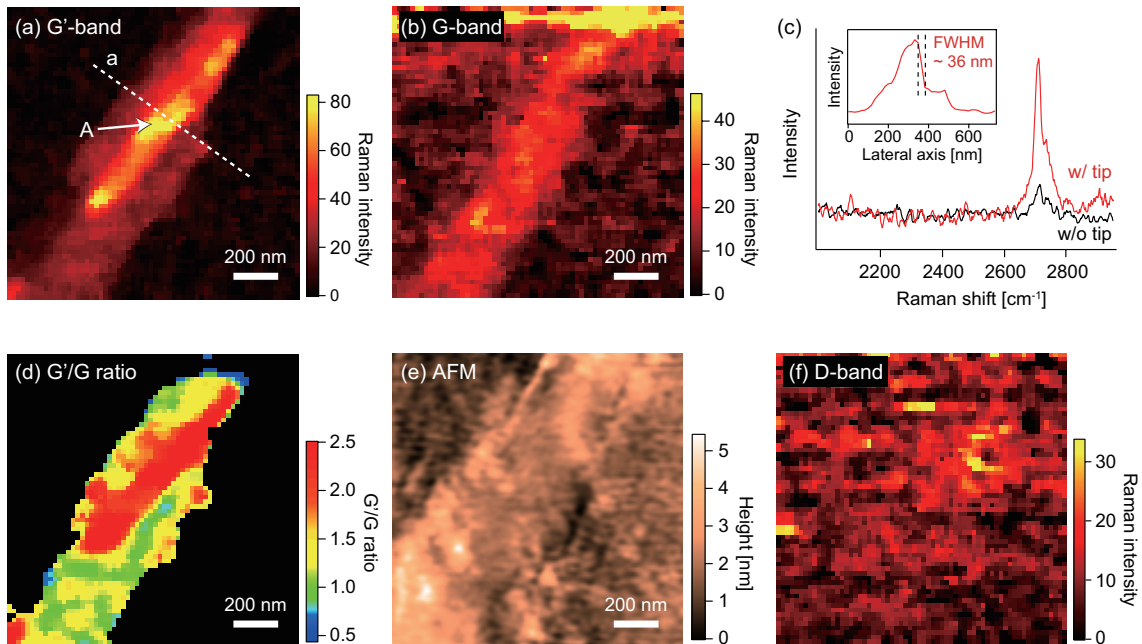 (a) G'-band
a
A
200 nm
80
60
40
20
0
Raman intensity
(b) G-band
200 nm
40
30
20
10
0
Raman intensity
(c)
Intensity
Intensity
FWHM
~ 36 nm
0 200 400 600
Lateral axis [nm]
w/ tip
w/o tip
2200 2400 2600 2800
Raman shift [cm⁻¹]
(d) G'/G ratio
200 nm
2.5
2.0
1.5
1.0
0.5
G'/G ratio
(e) AFM
200 nm
5
4
3
2
1
0
Height [nm]
(f) D-band
30
20
10
0
Raman intensity